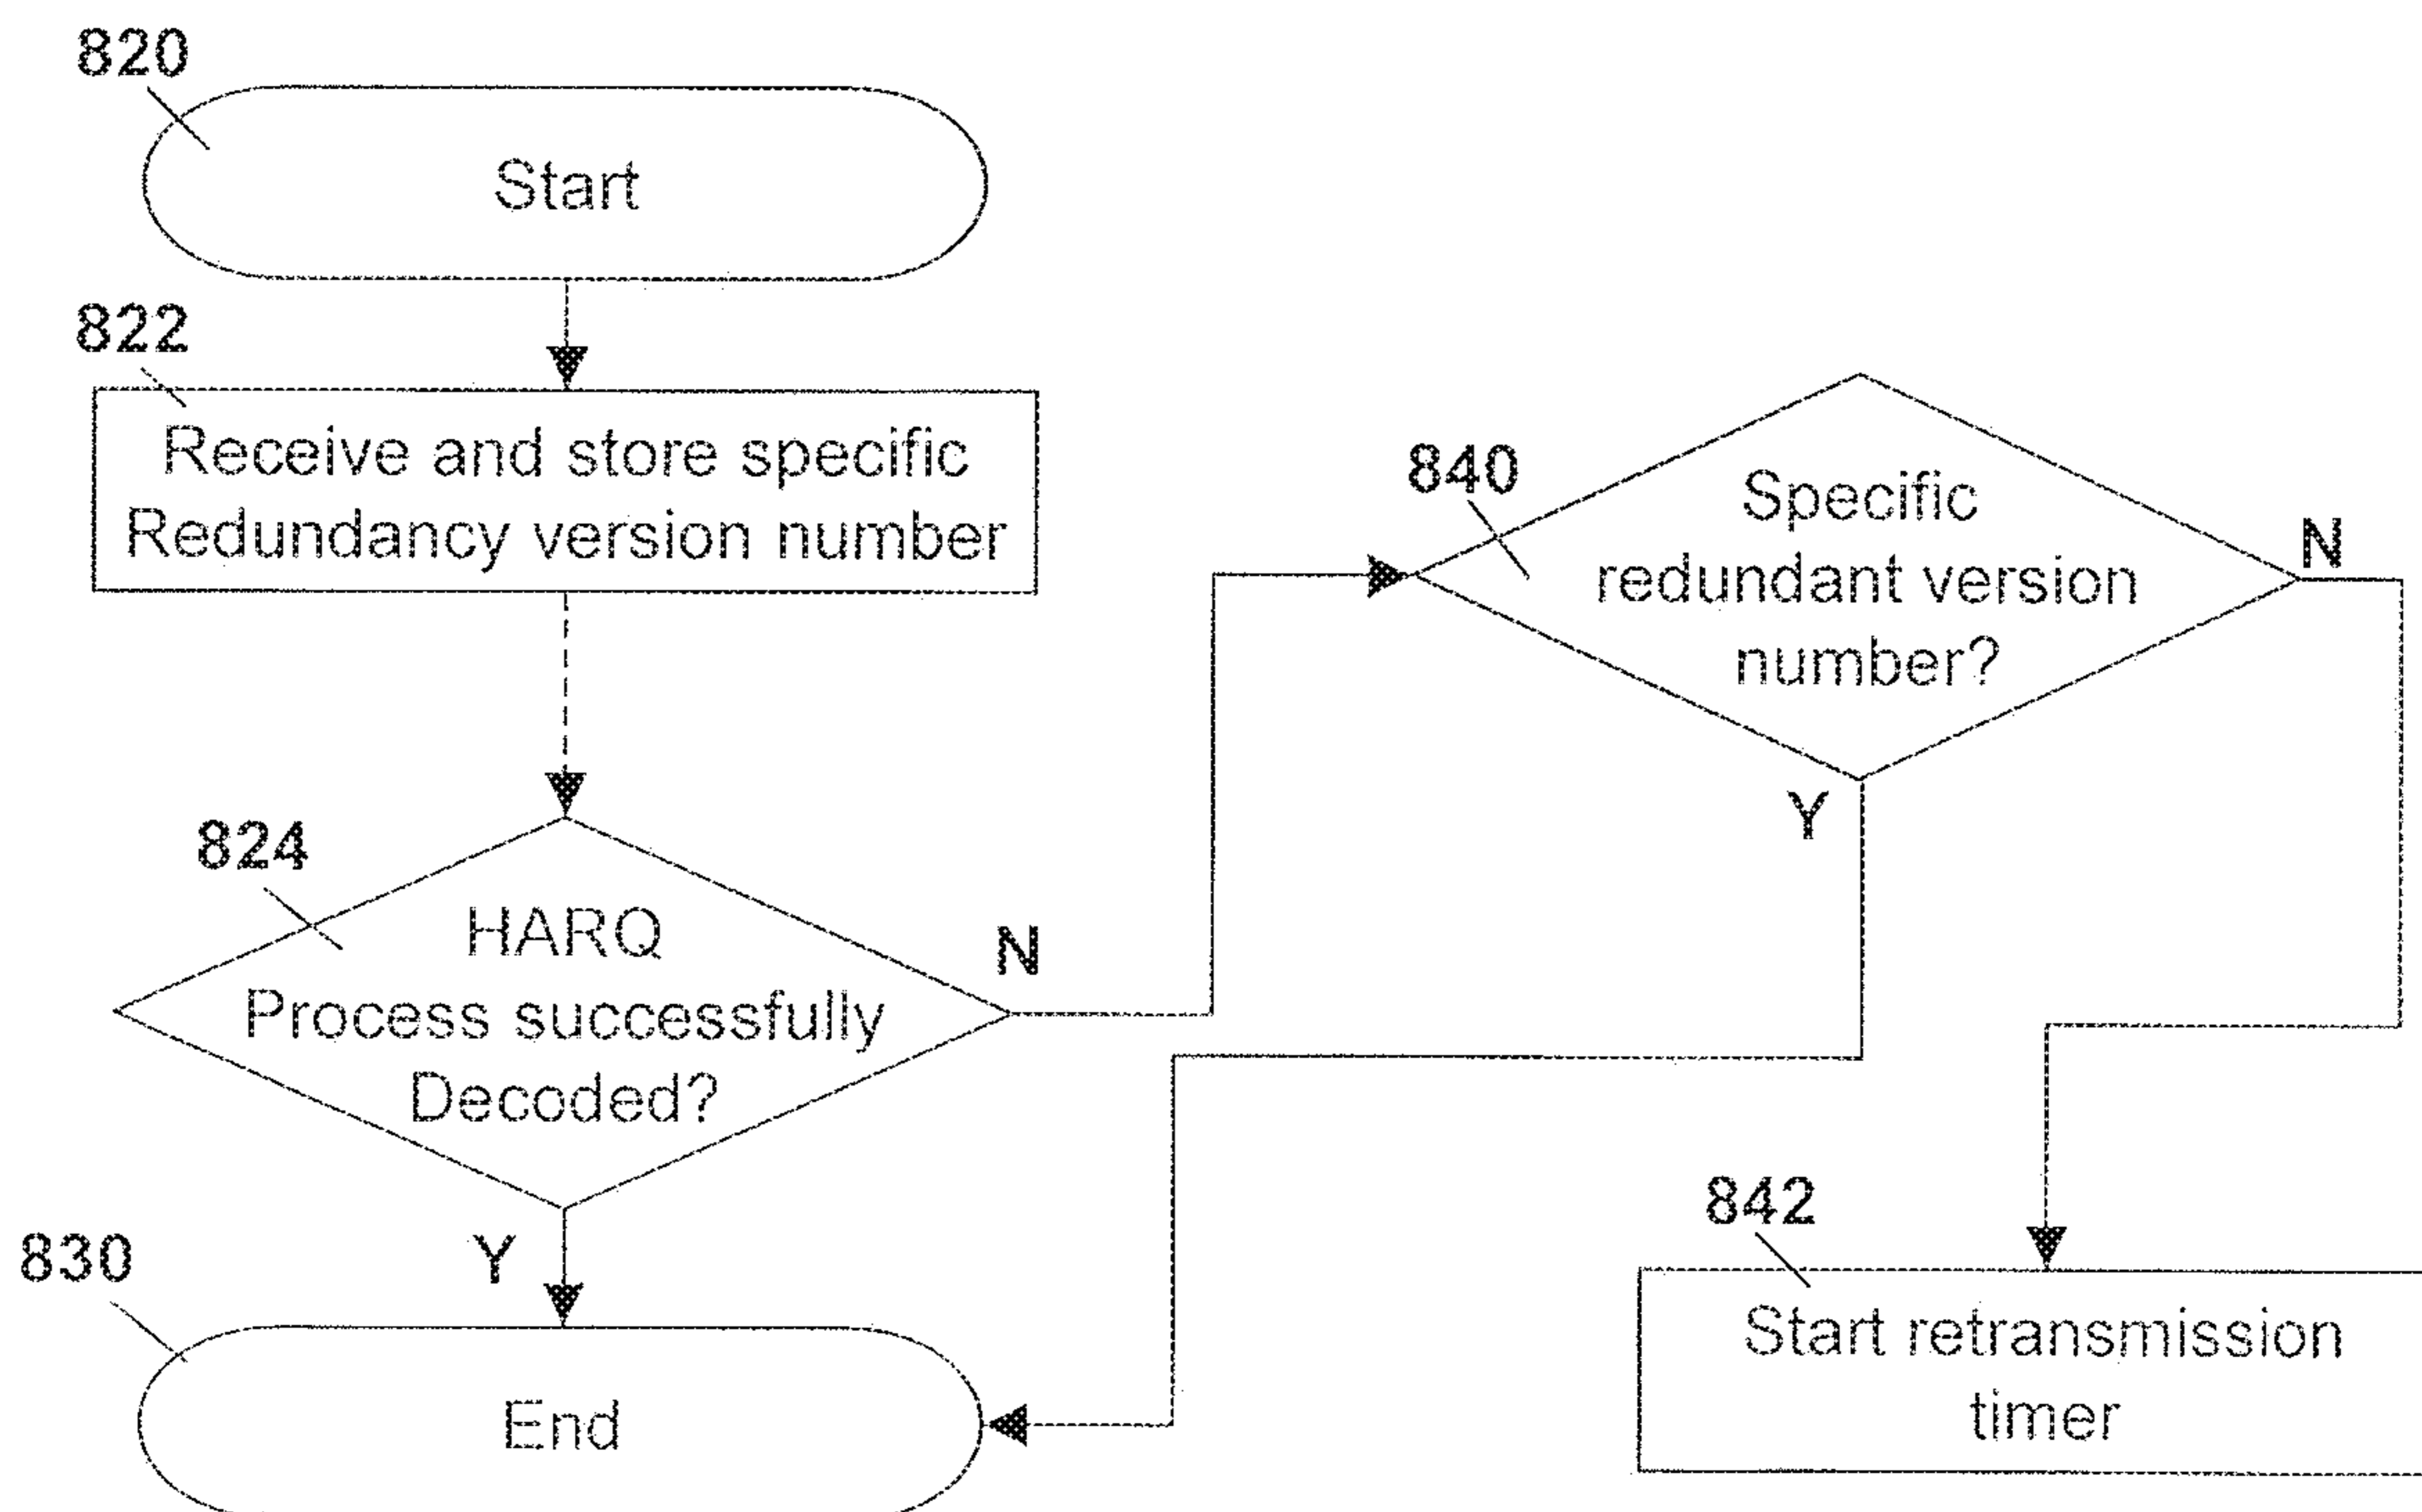 820
Start
822
Receive and store specific
Redundancy version number
824
HARQ
Process successfully
Decoded?
N
Y
830
End
840
Specific
redundant version
number?
N
Y
842
Start retransmission
timer